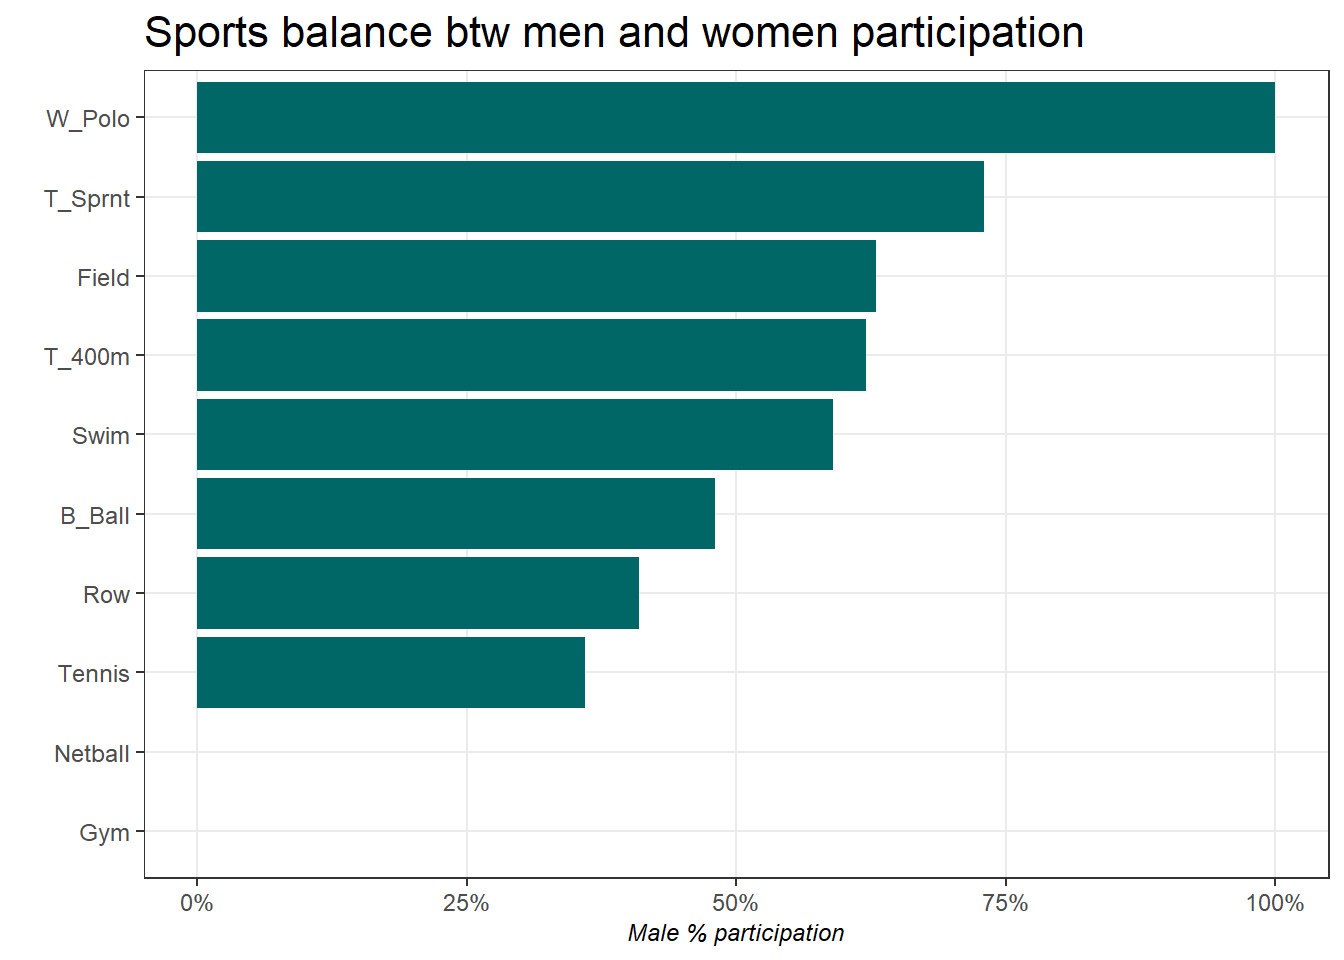 Sports balance btw men and women participation
W_Polo
T_Sprnt
Field
T_400m
Swim
B_Ball
Row
Tennis
Netball
Gym
0% 25% 50% 75% 100%
Male % participation